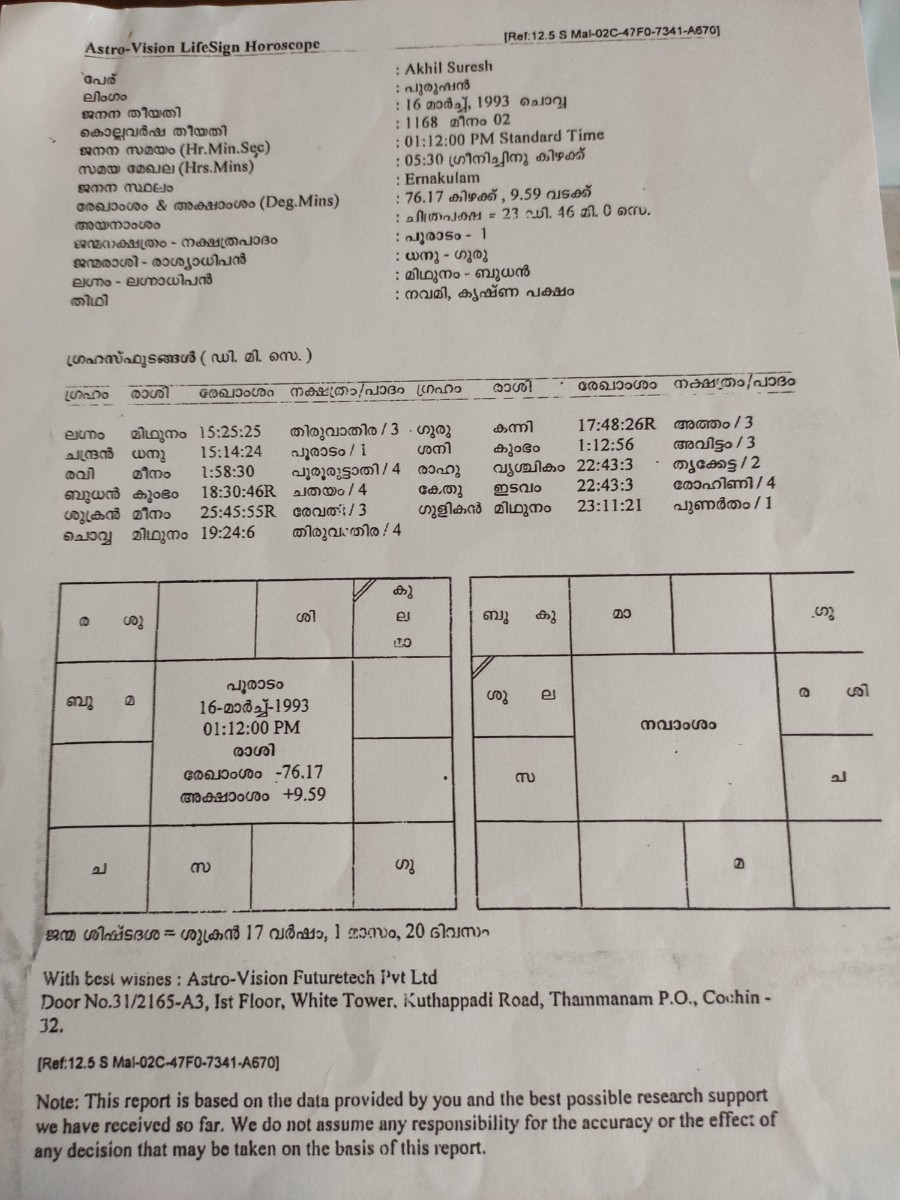 Astro-Vision LifeSign Horoscope [Ref:12.5 S Mal-02C-47F0-7341-A670]
പേര് : Akhil Suresh
ലിംഗം : പുരുഷൻ
ജനന തീയതി : 16 മാർച്ച്, 1993 ചൊവ്വ
കൊല്ലവർഷ തീയതി : 1168 മീനം 02
ജനന സമയം (Hr.Min.Sec) : 01:12:00 PM Standard Time
സമയ മേഖല (Hrs.Mins) : 05:30 ഗ്രീനിച്ചിനു കിഴക്ക്
ജനന സ്ഥലം : Ernakulam
രേഖാംശം & അക്ഷാംശം (Deg.Mins) : 76.17 കിഴക്ക് , 9.59 വടക്ക്
അയനാംശം : ചിത്രപക്ഷ = 23 ഡി. 46 മി. 0 സെ.
ജന്മനക്ഷത്രം - നക്ഷത്രപാദം : പൂരാടം - 1
ജന്മരാശി - രാശ്യാധിപൻ : ധനു - ഗുരു
ലഗ്നം - ലഗ്നാധിപൻ : മിഥുനം - ബുധൻ
തിഥി : നവമി, കൃഷ്ണ പക്ഷം
ഗ്രഹസ്ഫുടങ്ങൾ ( ഡി. മി. സെ. )
ഗ്രഹം രാശി രേഖാംശം നക്ഷത്രം/പാദം ഗ്രഹം രാശി രേഖാംശം നക്ഷത്രം/പാദം
ലഗ്നം മിഥുനം 15:25:25 തിരുവാതിര / 3 ഗുരു കന്നി 17:48:26R അത്തം / 3
ചന്ദ്രൻ ധനു 15:14:24 പൂരാടം / 1 ശനി കുംഭം 1:12:56 അവിട്ടം / 3
രവി മീനം 1:58:30 പൂരൂരുട്ടാതി / 4 രാഹു വൃശ്ചികം 22:43:3 തൃക്കേട്ട / 2
ബുധൻ കുംഭം 18:30:46R ചതയം / 4 കേതു ഇടവം 22:43:3 രോഹിണി / 4
ശുക്രൻ മീനം 25:45:55R രേവതി / 3 ഗുളികൻ മിഥുനം 23:11:21 പുണർതം / 1
ചൊവ്വ മിഥുനം 19:24:6 തിരുവാതിര / 4
ര ശു ശി കു ബു കു മാ ഗു
ല
മാ
ബു മ പൂരാടം ശു ല ര ശി
16-മാർച്ച്-1993 നവാംശം
01:12:00 PM
രാശി
രേഖാംശം -76.17 സ ച
അക്ഷാംശം +9.59
ച സ ഗു മ
ജന്മ ശിഷ്ടദശ = ശുക്രൻ 17 വർഷം, 1 മാസം, 20 ദിവസം
With best wishes : Astro-Vision Futuretech Pvt Ltd
Door No.31/2165-A3, Ist Floor, White Tower, Kuthappadi Road, Thammanam P.O., Cochin -
32.
[Ref:12.5 S Mal-02C-47F0-7341-A670]
Note: This report is based on the data provided by you and the best possible research support
we have received so far. We do not assume any responsibility for the accuracy or the effect of
any decision that may be taken on the basis of this report.